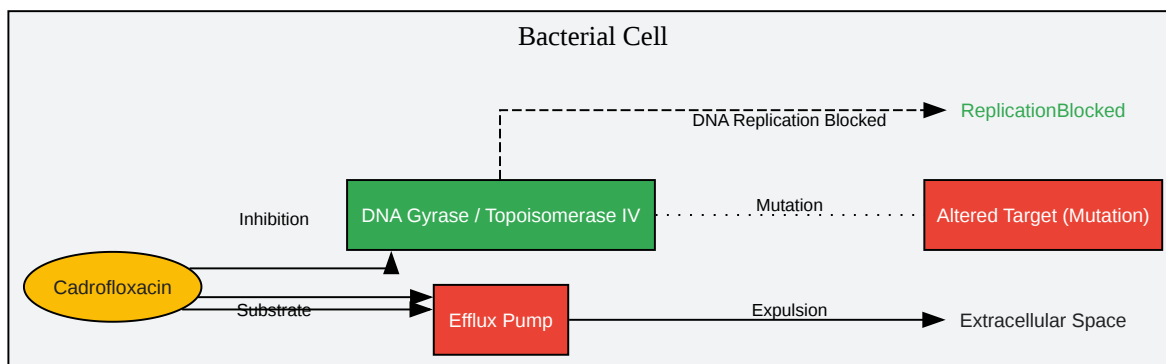 Bacterial Cell
DNA Replication Blocked
ReplicationBlocked
Inhibition
DNA Gyrase / Topoisomerase IV
Mutation
Altered Target (Mutation)
Cadrofloxacin
Substrate
Efflux Pump
Expulsion
Extracellular Space